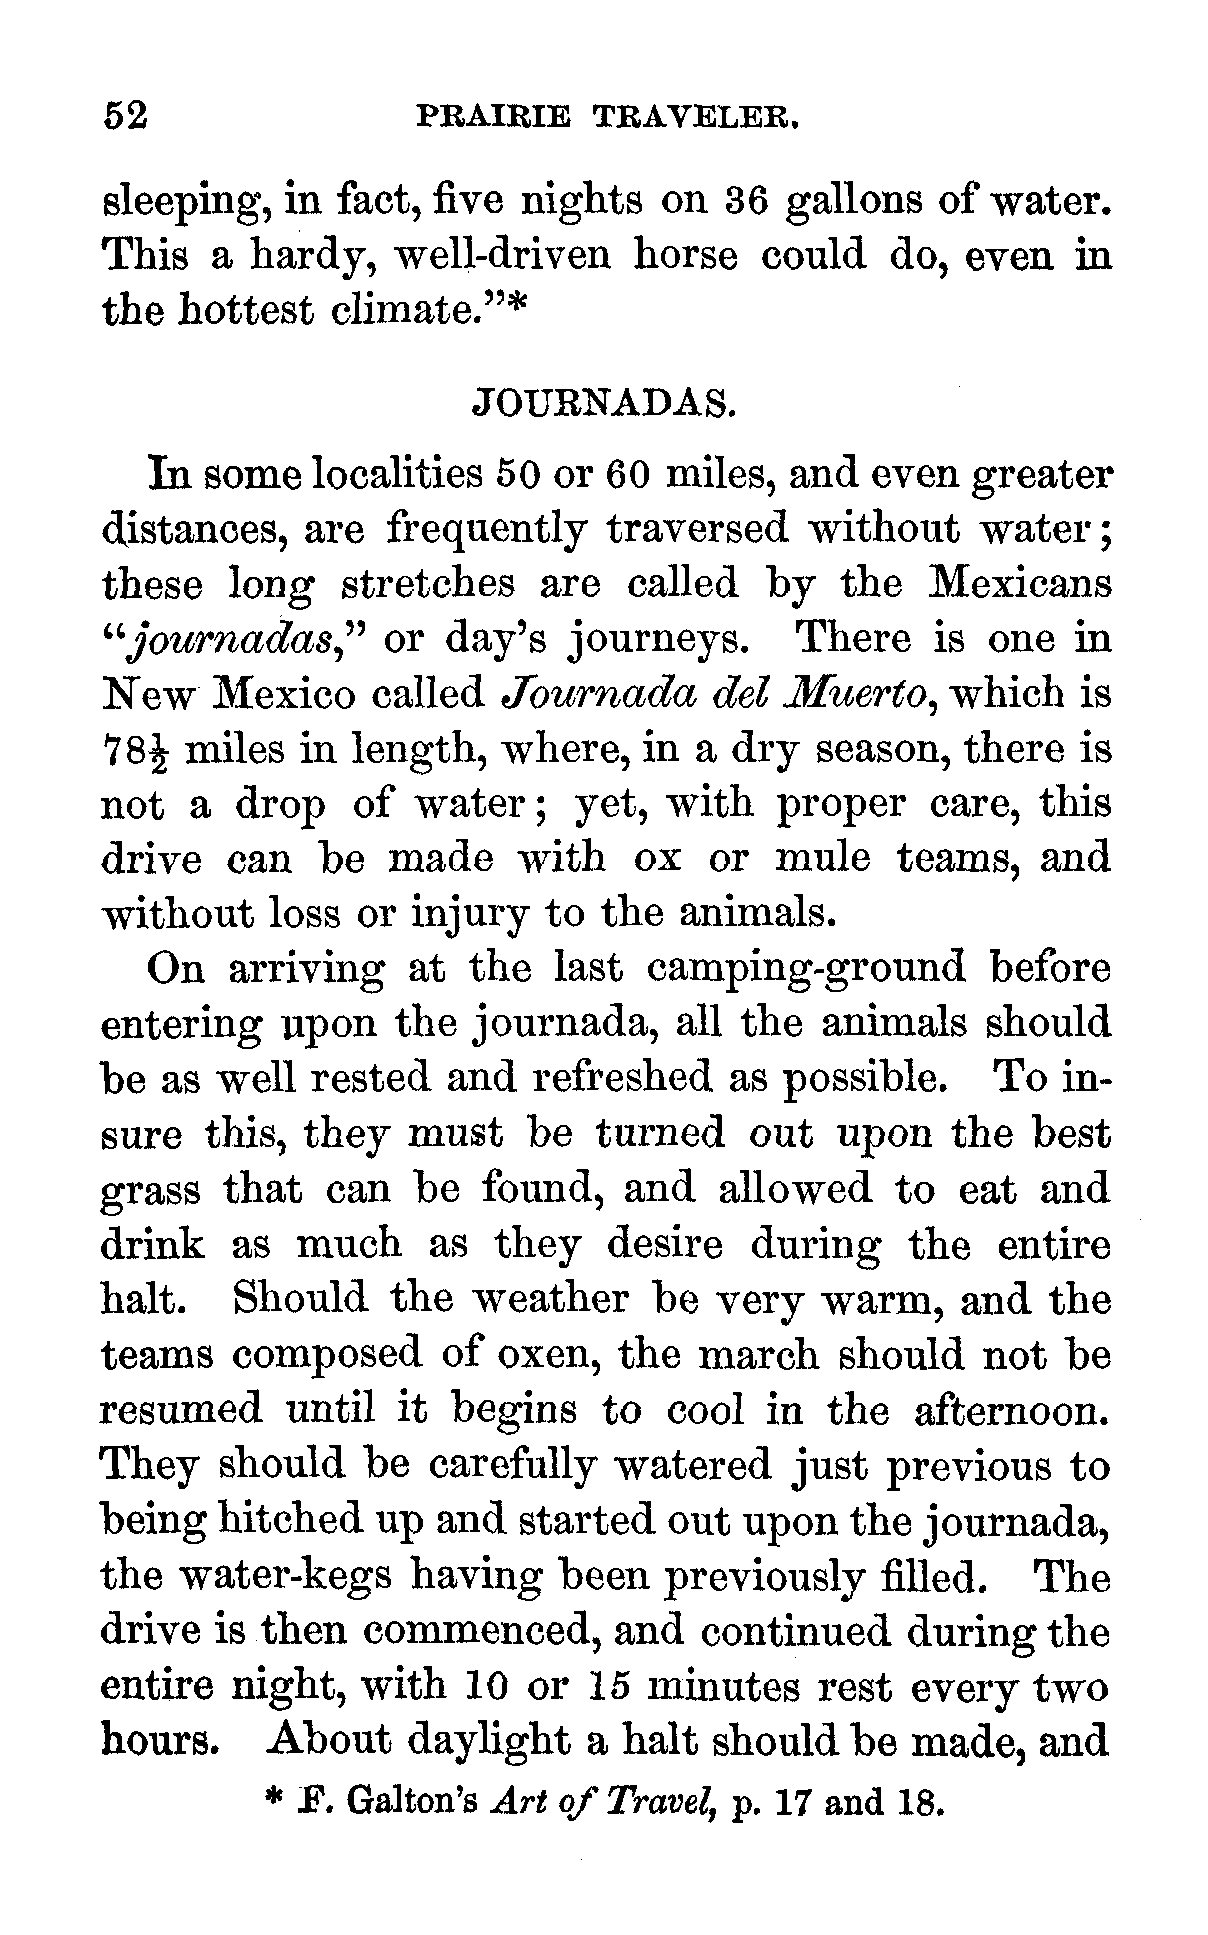 52 PRAIRIE TRAVELER.
sleeping, in fact, five nights on 36 gallons of water.
This a hardy, well-driven horse could do, even in
the hottest climate.”*
JOURNADAS.
In some localities 50 or 60 miles, and even greater
distances, are frequently traversed without water;
these long stretches are called by the Mexicans
“journadas,” or day’s journeys. There is one in
New Mexico called Journada del Muerto, which is
78½ miles in length, where, in a dry season, there is
not a drop of water; yet, with proper care, this
drive can be made with ox or mule teams, and
without loss or injury to the animals.
On arriving at the last camping-ground before
entering upon the journada, all the animals should
be as well rested and refreshed as possible. To in-
sure this, they must be turned out upon the best
grass that can be found, and allowed to eat and
drink as much as they desire during the entire
halt. Should the weather be very warm, and the
teams composed of oxen, the march should not be
resumed until it begins to cool in the afternoon.
They should be carefully watered just previous to
being hitched up and started out upon the journada,
the water-kegs having been previously filled. The
drive is then commenced, and continued during the
entire night, with 10 or 15 minutes rest every two
hours. About daylight a halt should be made, and
* F. Galton’s Art of Travel, p. 17 and 18.